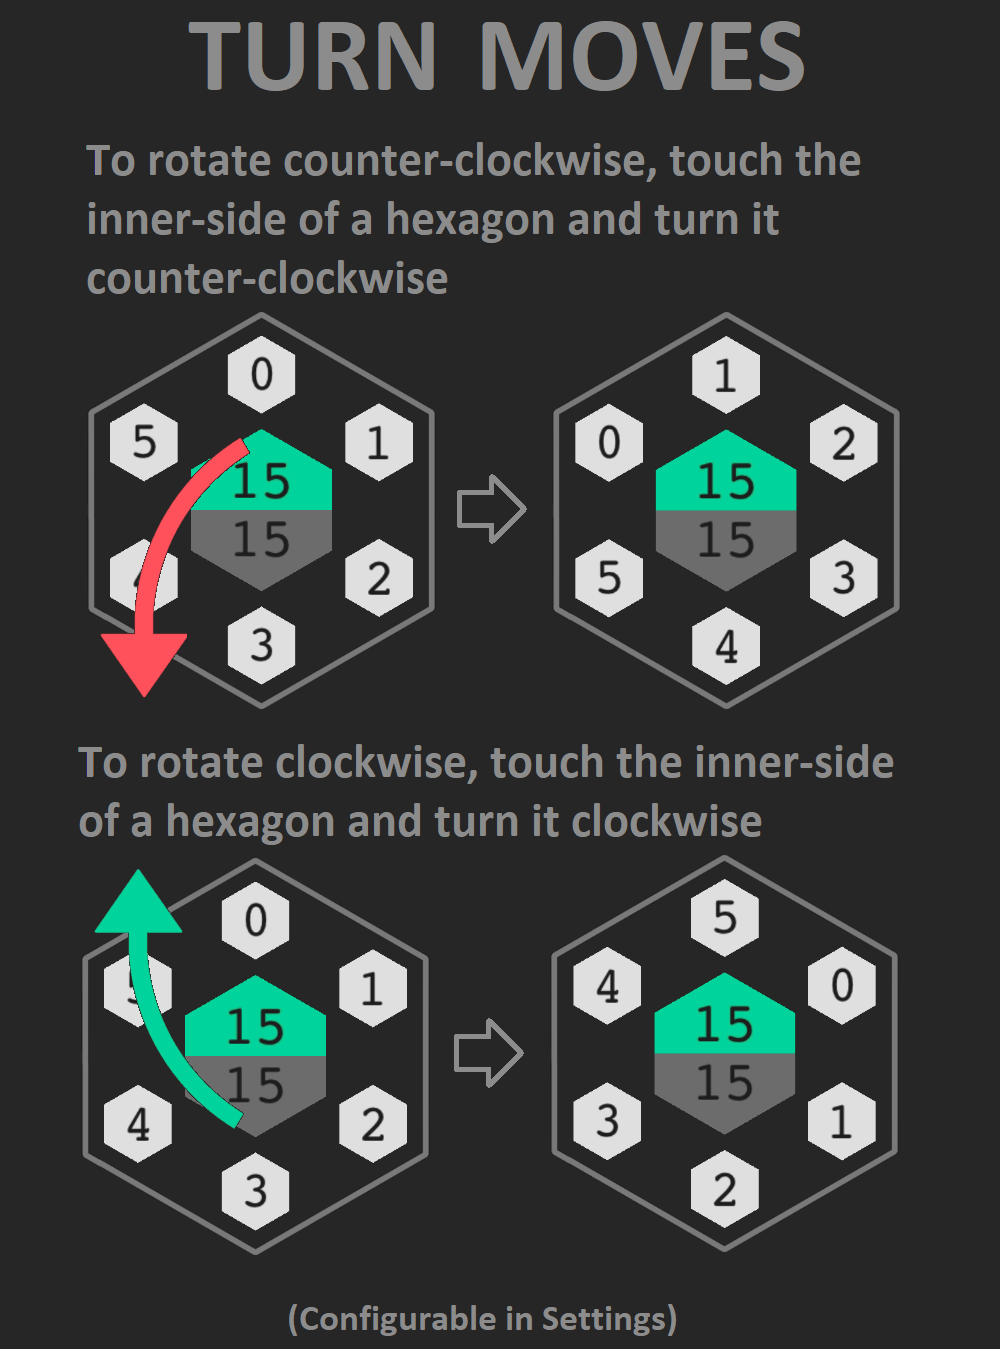 TURN MOVES
To rotate counter-clockwise, touch the
inner-side of a hexagon and turn it
counter-clockwise
0 1
5 1 0 2
15 15
15 15
2 5 3
3 4
To rotate clockwise, touch the inner-side
of a hexagon and turn it clockwise
0 5
1 4 0
15 15
15 15
4 2 3 1
3 2
(Configurable in Settings)